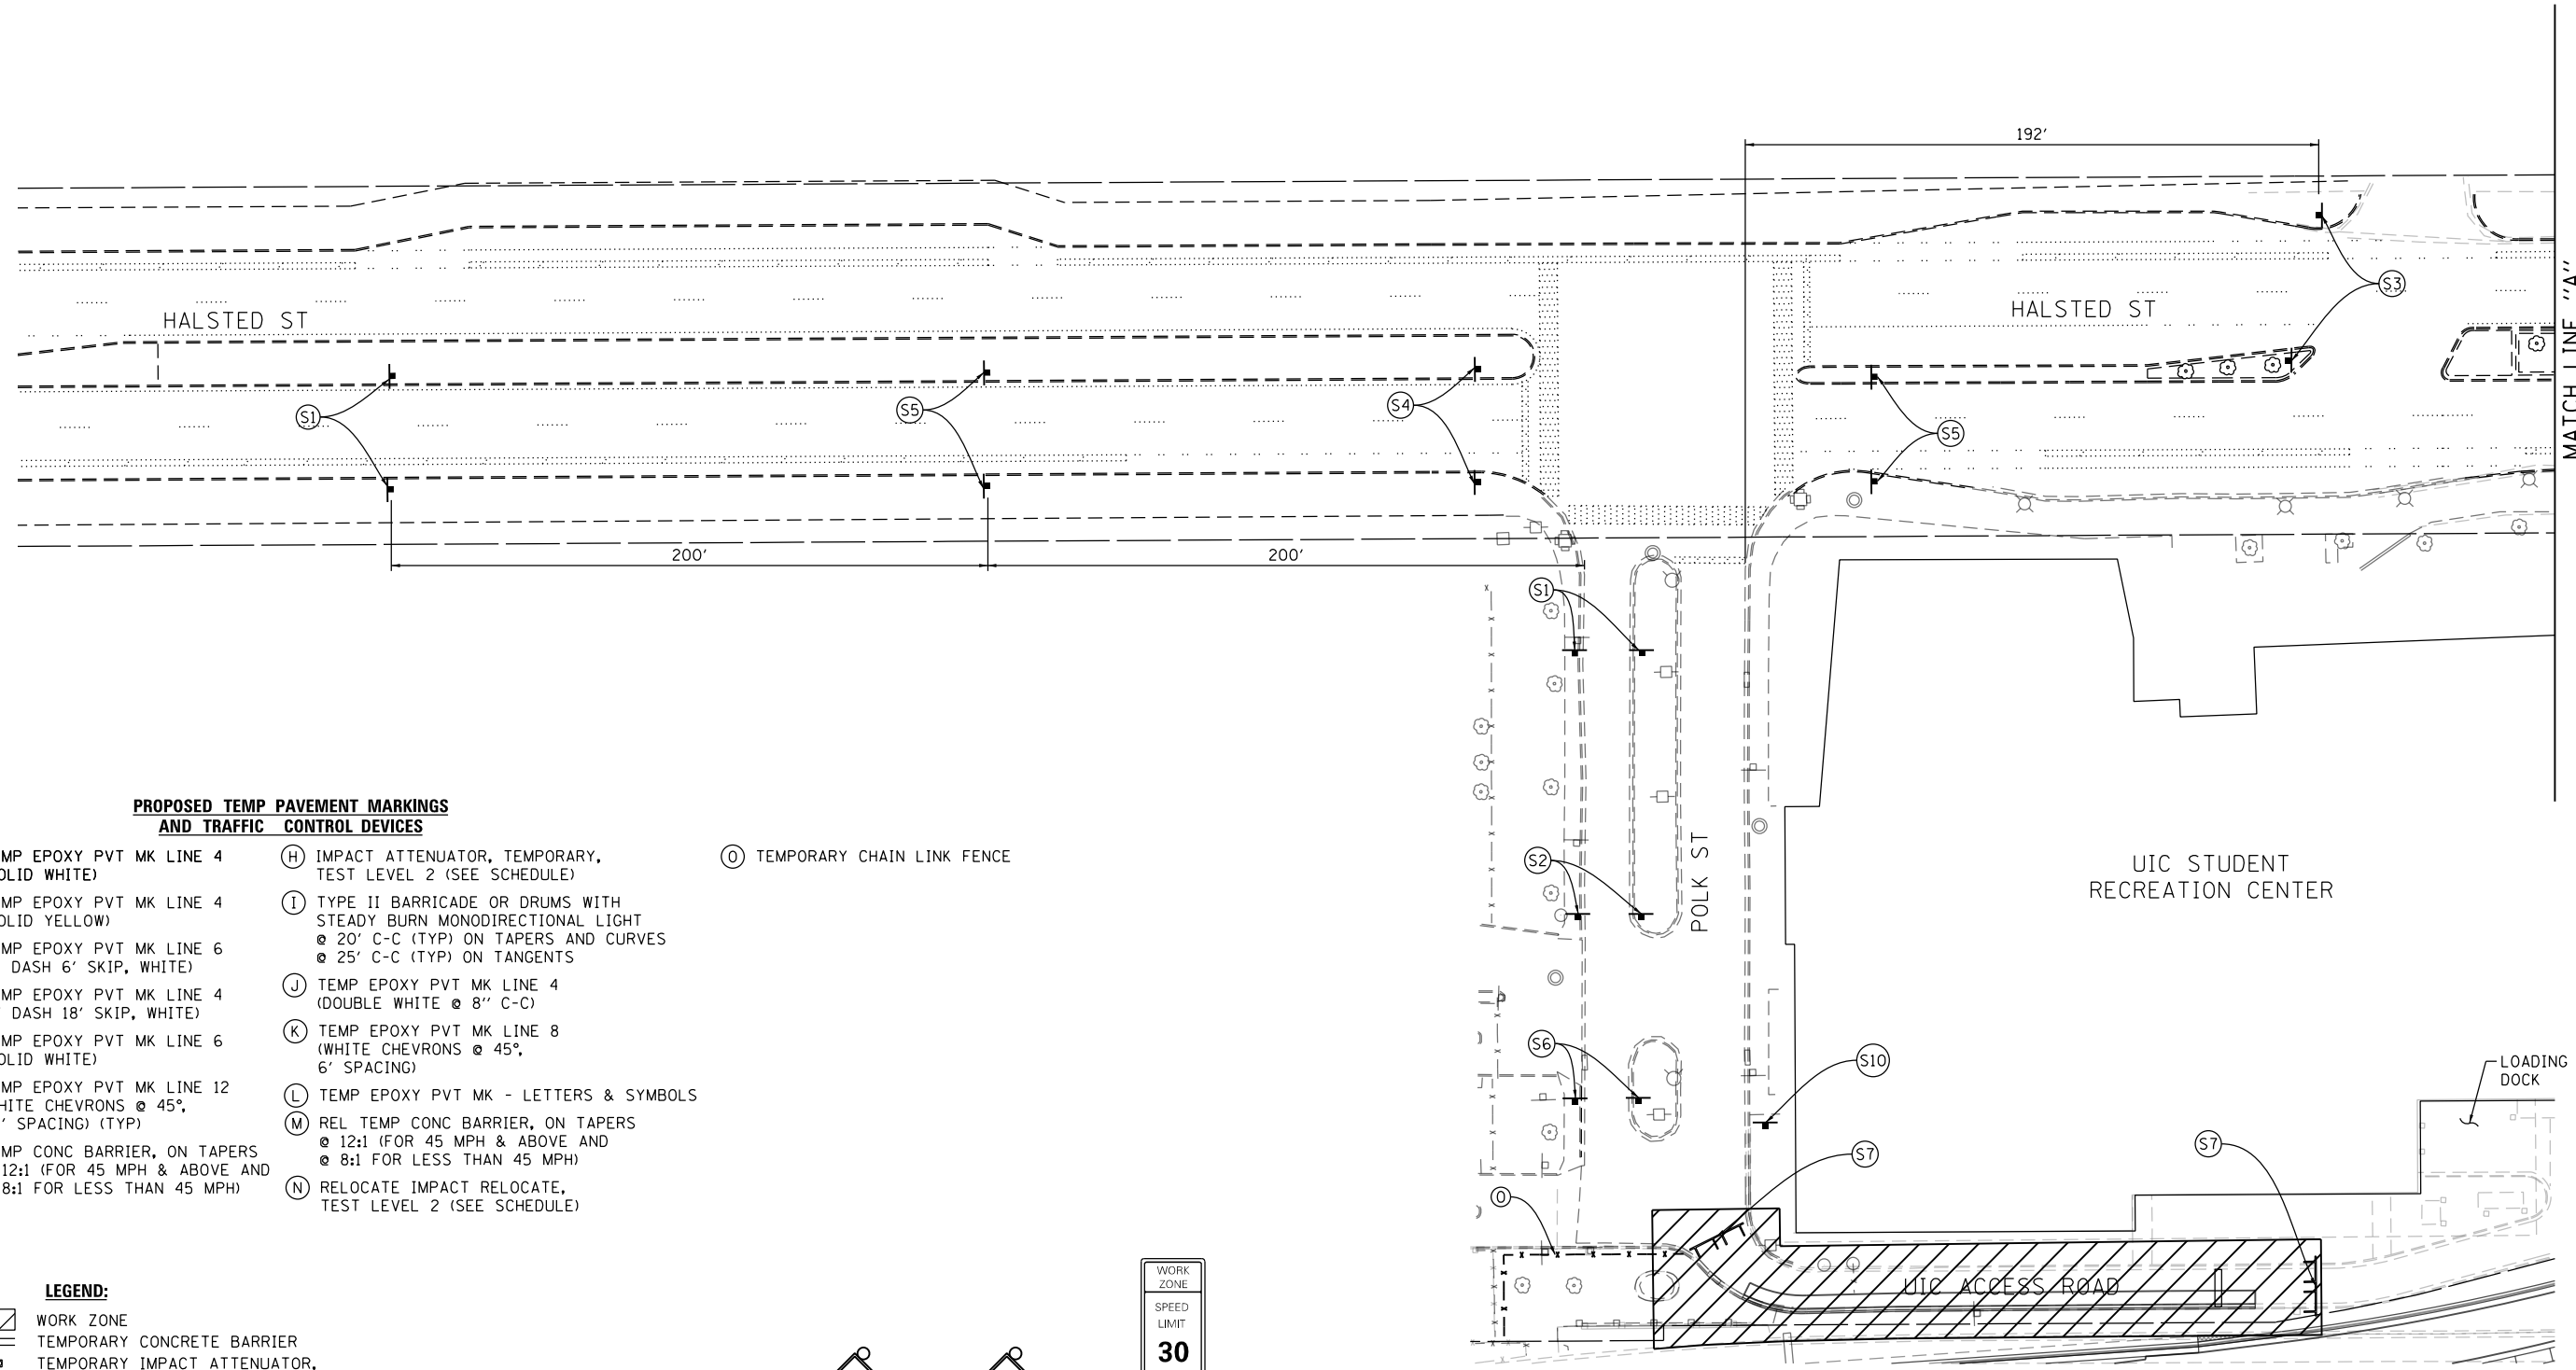 192'
HALSTED ST
HALSTED ST
S3
MATCH LINE "A"
S1
S5
S4
S5
200'
200'
S1
S2
POLK ST
UIC STUDENT
RECREATION CENTER
S6
S10
S7
S7
LOADING
DOCK
O
UIC ACCESS ROAD
PROPOSED TEMP PAVEMENT MARKINGS
AND TRAFFIC CONTROL DEVICES
MP EPOXY PVT MK LINE 4
OLID WHITE)
MP EPOXY PVT MK LINE 4
OLID YELLOW)
MP EPOXY PVT MK LINE 6
DASH 6' SKIP, WHITE)
MP EPOXY PVT MK LINE 4
DASH 18' SKIP, WHITE)
MP EPOXY PVT MK LINE 6
OLID WHITE)
MP EPOXY PVT MK LINE 12
HITE CHEVRONS @ 45°,
' SPACING) (TYP)
MP CONC BARRIER, ON TAPERS
12:1 (FOR 45 MPH & ABOVE AND
8:1 FOR LESS THAN 45 MPH)
H IMPACT ATTENUATOR, TEMPORARY,
TEST LEVEL 2 (SEE SCHEDULE)
I TYPE II BARRICADE OR DRUMS WITH
STEADY BURN MONODIRECTIONAL LIGHT
@ 20' C-C (TYP) ON TAPERS AND CURVES
@ 25' C-C (TYP) ON TANGENTS
J TEMP EPOXY PVT MK LINE 4
(DOUBLE WHITE @ 8" C-C)
K TEMP EPOXY PVT MK LINE 8
(WHITE CHEVRONS @ 45°,
6' SPACING)
L TEMP EPOXY PVT MK - LETTERS & SYMBOLS
M REL TEMP CONC BARRIER, ON TAPERS
@ 12:1 (FOR 45 MPH & ABOVE AND
@ 8:1 FOR LESS THAN 45 MPH)
N RELOCATE IMPACT RELOCATE,
TEST LEVEL 2 (SEE SCHEDULE)
O TEMPORARY CHAIN LINK FENCE
LEGEND:
WORK ZONE
TEMPORARY CONCRETE BARRIER
TEMPORARY IMPACT ATTENUATOR,
WORK
ZONE
SPEED
LIMIT
30